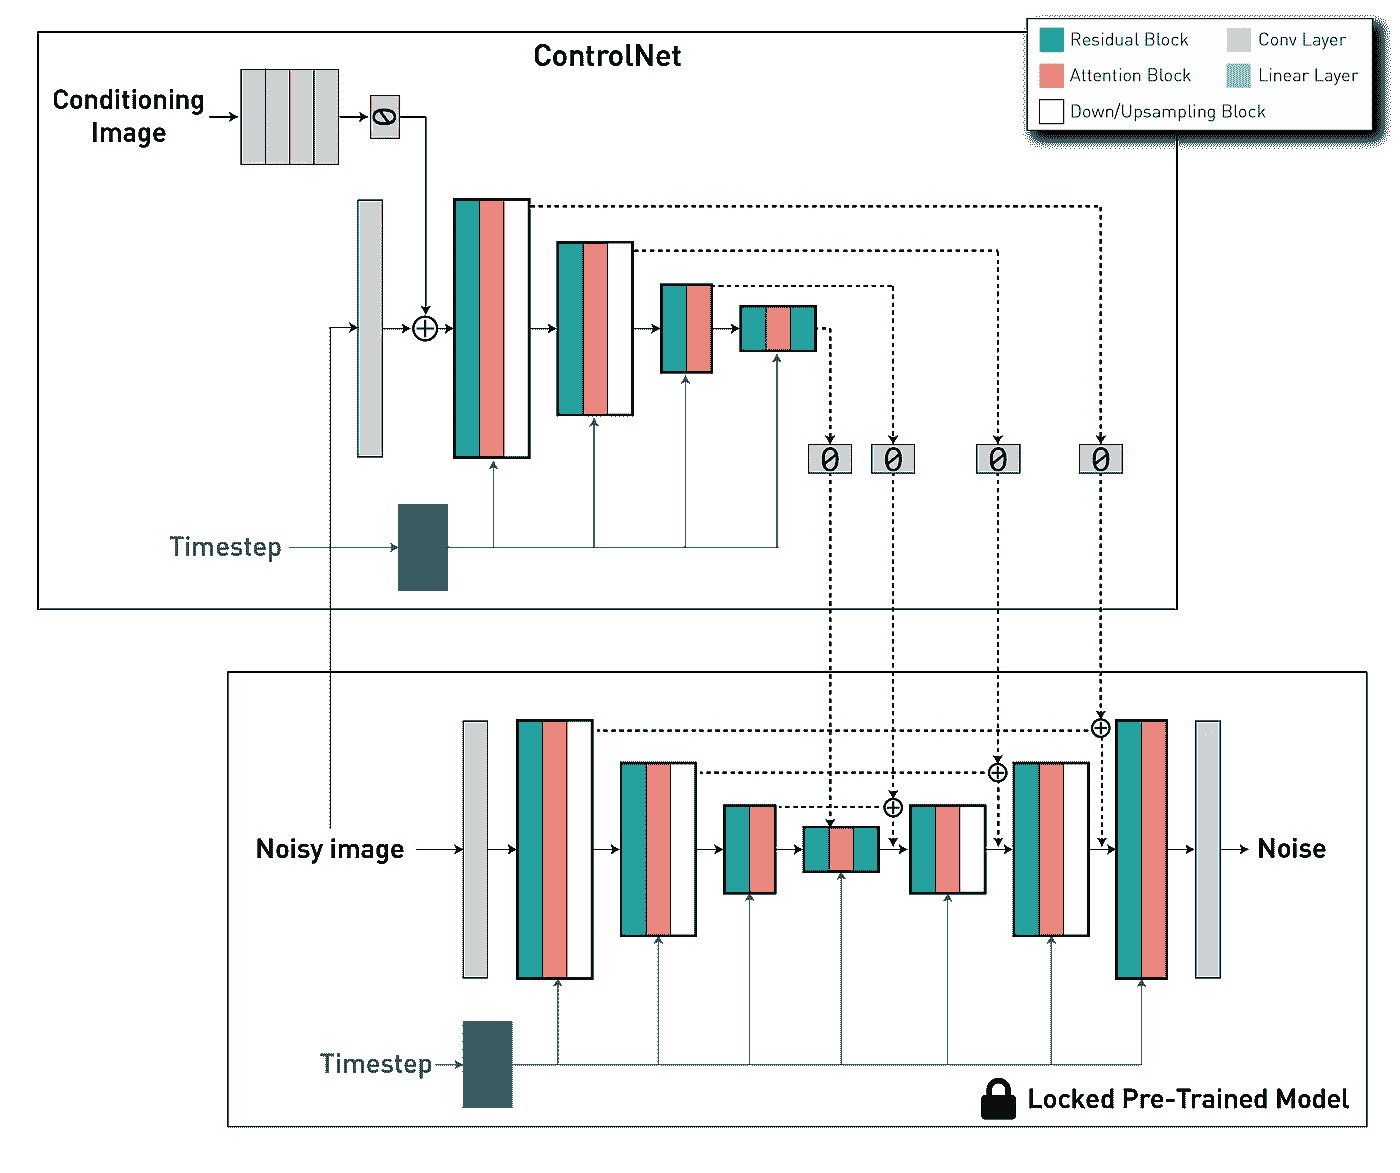 ControlNet
Residual Block
Conv Layer
Attention Block
Linear Layer
Down/Upsampling Block
Conditioning
Image
0
0
0
0
0
Timestep
Noisy image
Noise
Timestep
Locked Pre-Trained Model